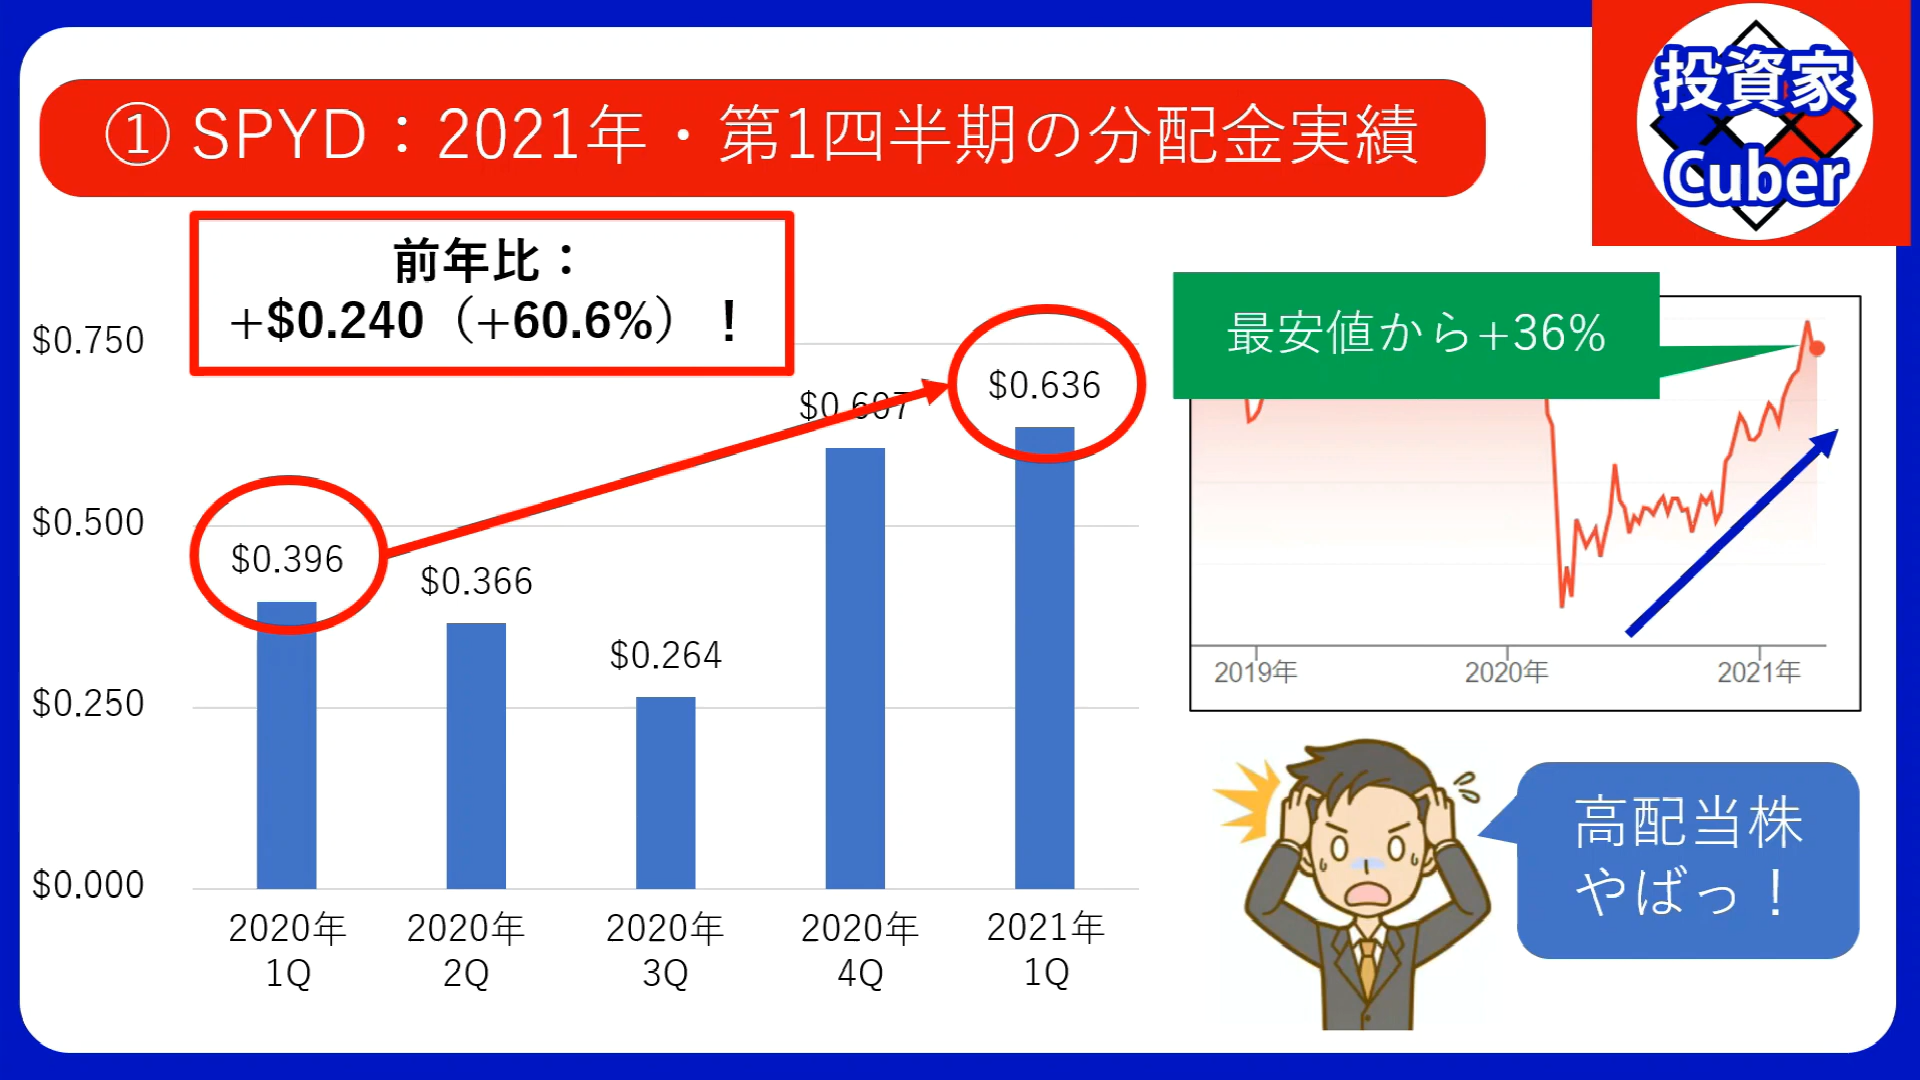 ① SPYD：2021年・第1四半期の分配金実績
投資家
Cuber
前年比：
+$0.240（+60.6%）！
最安値から+36%
$0.750
$0.500
$0.250
$0.000
$0.396
$0.366
$0.264
$0.607
$0.636
2020年
1Q
2020年
2Q
2020年
3Q
2020年
4Q
2021年
1Q
2019年
2020年
2021年
高配当株
やばっ！